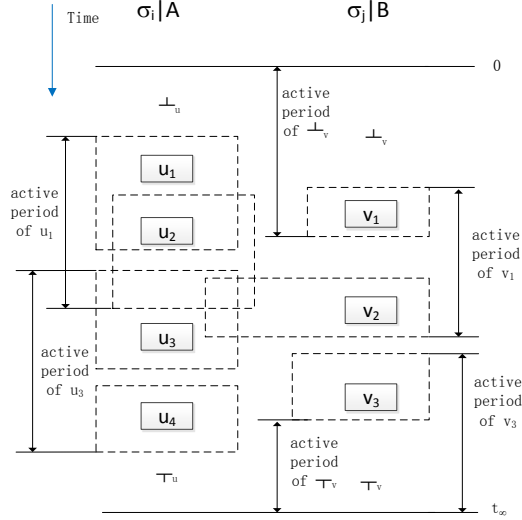 Time
σi|A
σj|B
0
⊥u
active
period
of ⊥v
⊥v
active
period
of u1
u1
u2
v1
active
period
of v1
v2
active
period
of u3
u3
active
period
of v3
v3
u4
active
period
of ⊤v
⊤u
⊤v
t∞